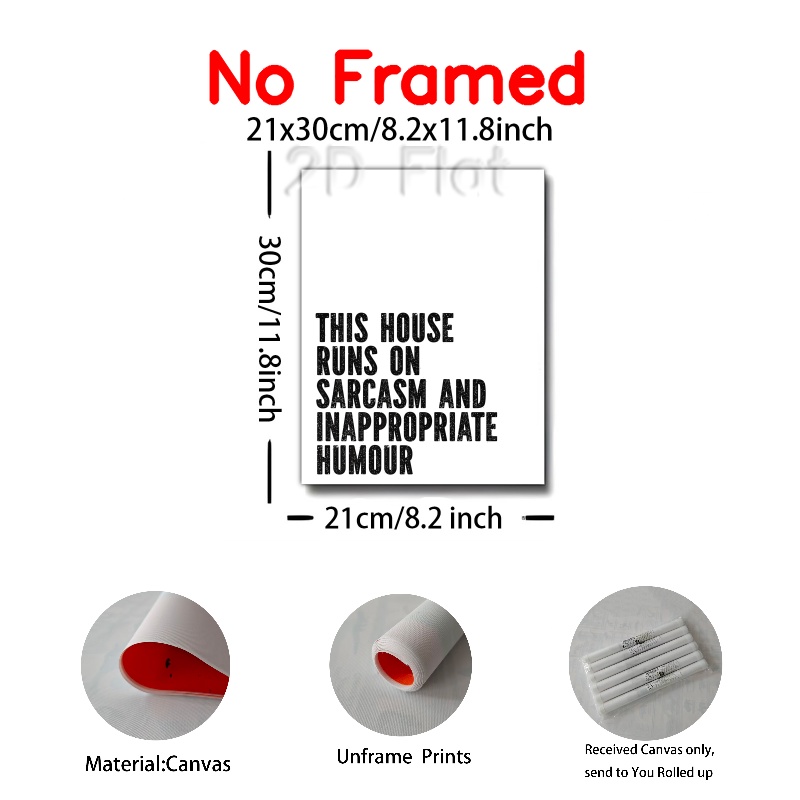 No Framed
21x30cm/8.2x11.8inch
2D Flat
30cm/11.8inch
THIS HOUSE
RUNS ON
SARCASM AND
INAPPROPRIATE
HUMOUR
21cm/8.2 inch
Material:Canvas
Unframe Prints
Received Canvas only,
send to You Rolled up